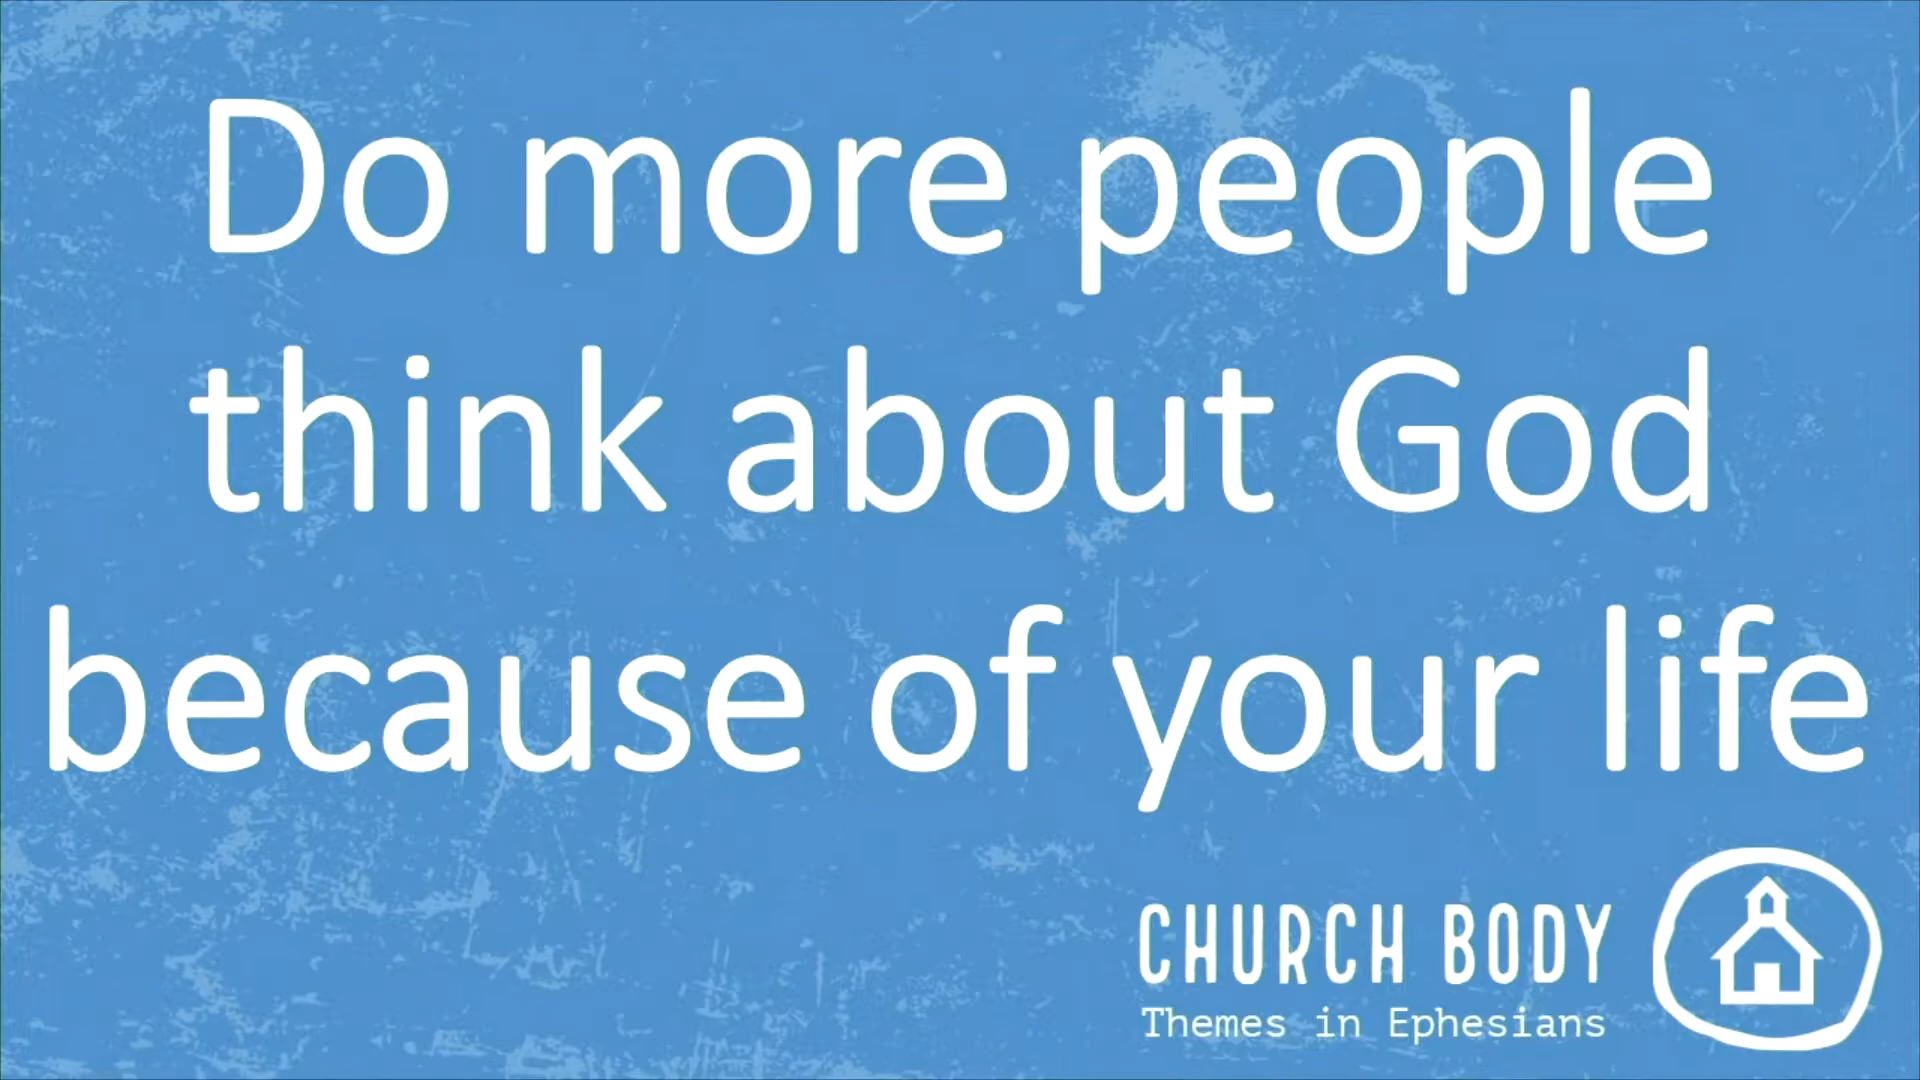 Do more people
think about God
because of your life
CHURCH BODY
Themes in Ephesians